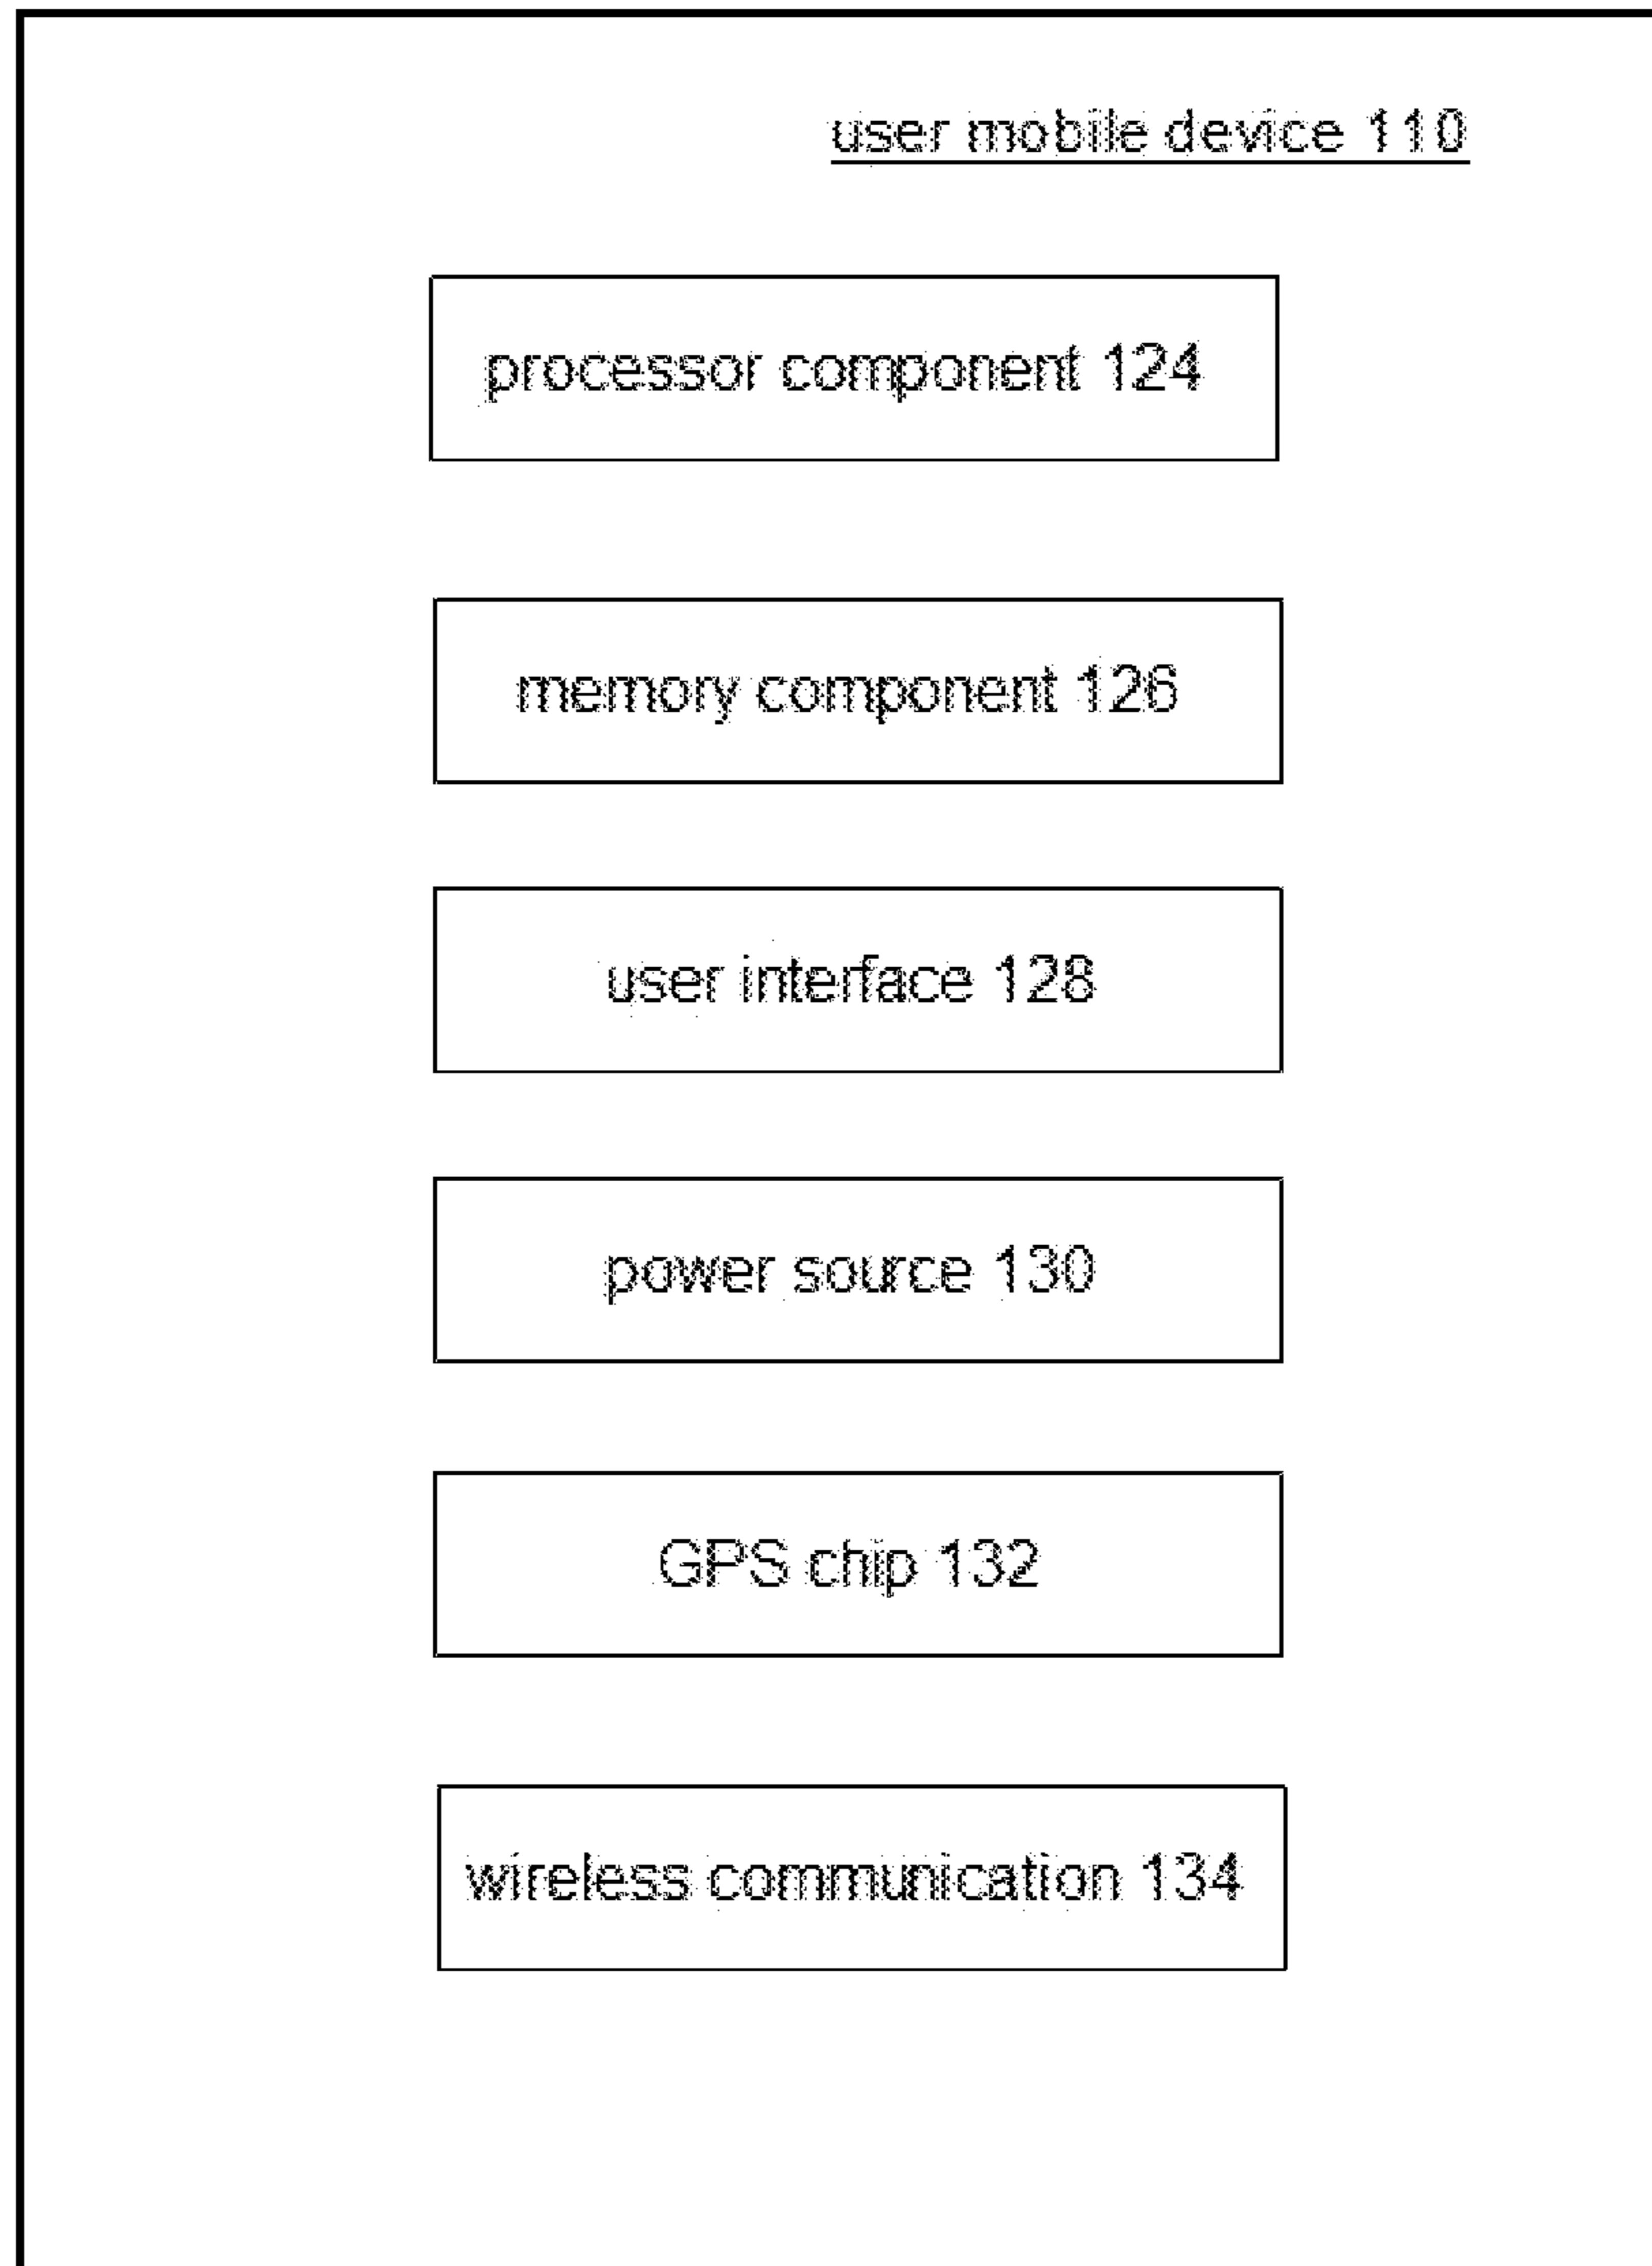 user mobile device 110
processor component 124
memory component 126
user interface 128
power source 130
GPS chip 132
wireless communication 134